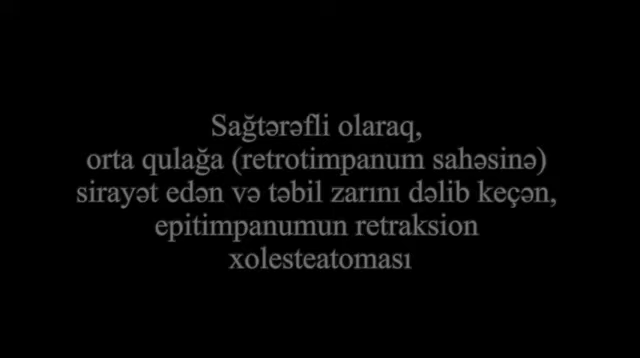 Sağtərəfli olaraq,
orta qulağa (retrotimpanum sahəsinə)
sirayət edən və təbil zarını dəlib keçən,
epitimpanumun retraksion
xolesteatoması